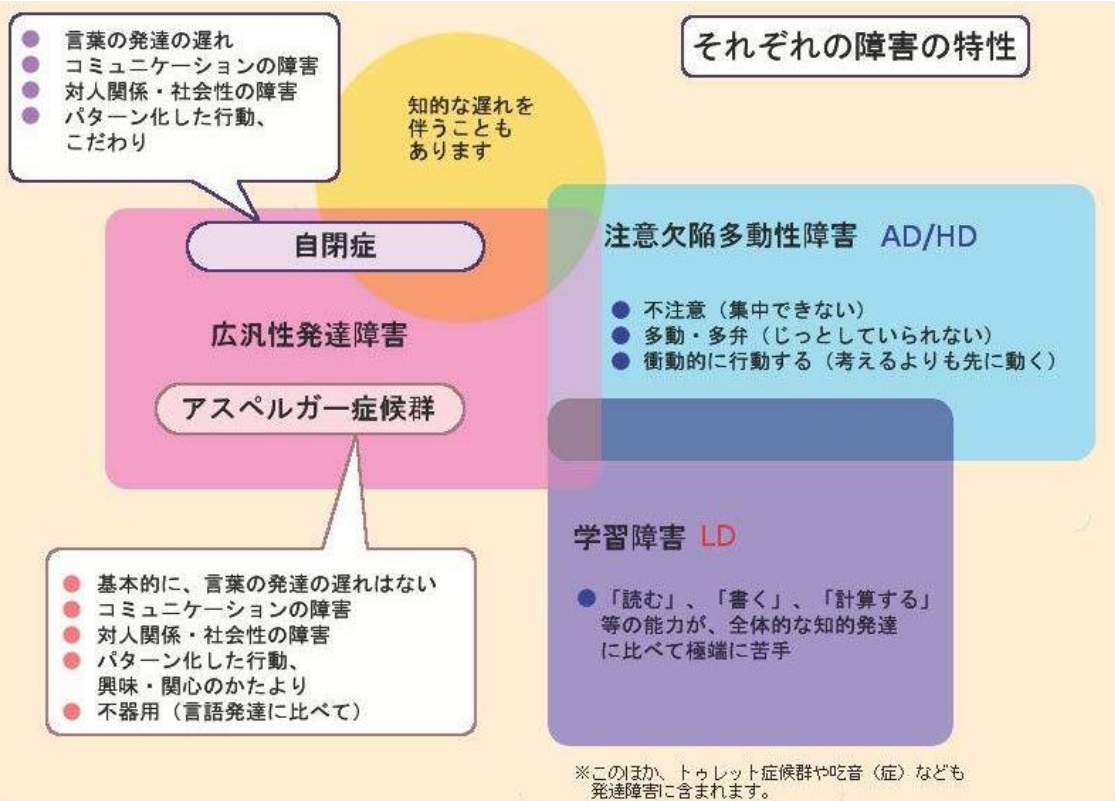 それぞれの障害の特性
● 言葉の発達の遅れ
● コミュニケーションの障害
● 対人関係・社会性の障害
● パターン化した行動、
こだわり
知的な遅れを
伴うことも
あります
自閉症
広汎性発達障害
アスペルガー症候群
注意欠陥多動性障害 AD/HD
● 不注意（集中できない）
● 多動・多弁（じっとしていられない）
● 衝動的に行動する（考えるよりも先に動く）
学習障害 LD
● 「読む」、「書く」、「計算する」
等の能力が、全体的な知的発達
に比べて極端に苦手
● 基本的に、言葉の発達の遅れはない
● コミュニケーションの障害
● 対人関係・社会性の障害
● パターン化した行動、
興味・関心のかたより
● 不器用（言語発達に比べて）
※このほか、トゥレット症候群や吃音（症）なども
発達障害に含まれます。